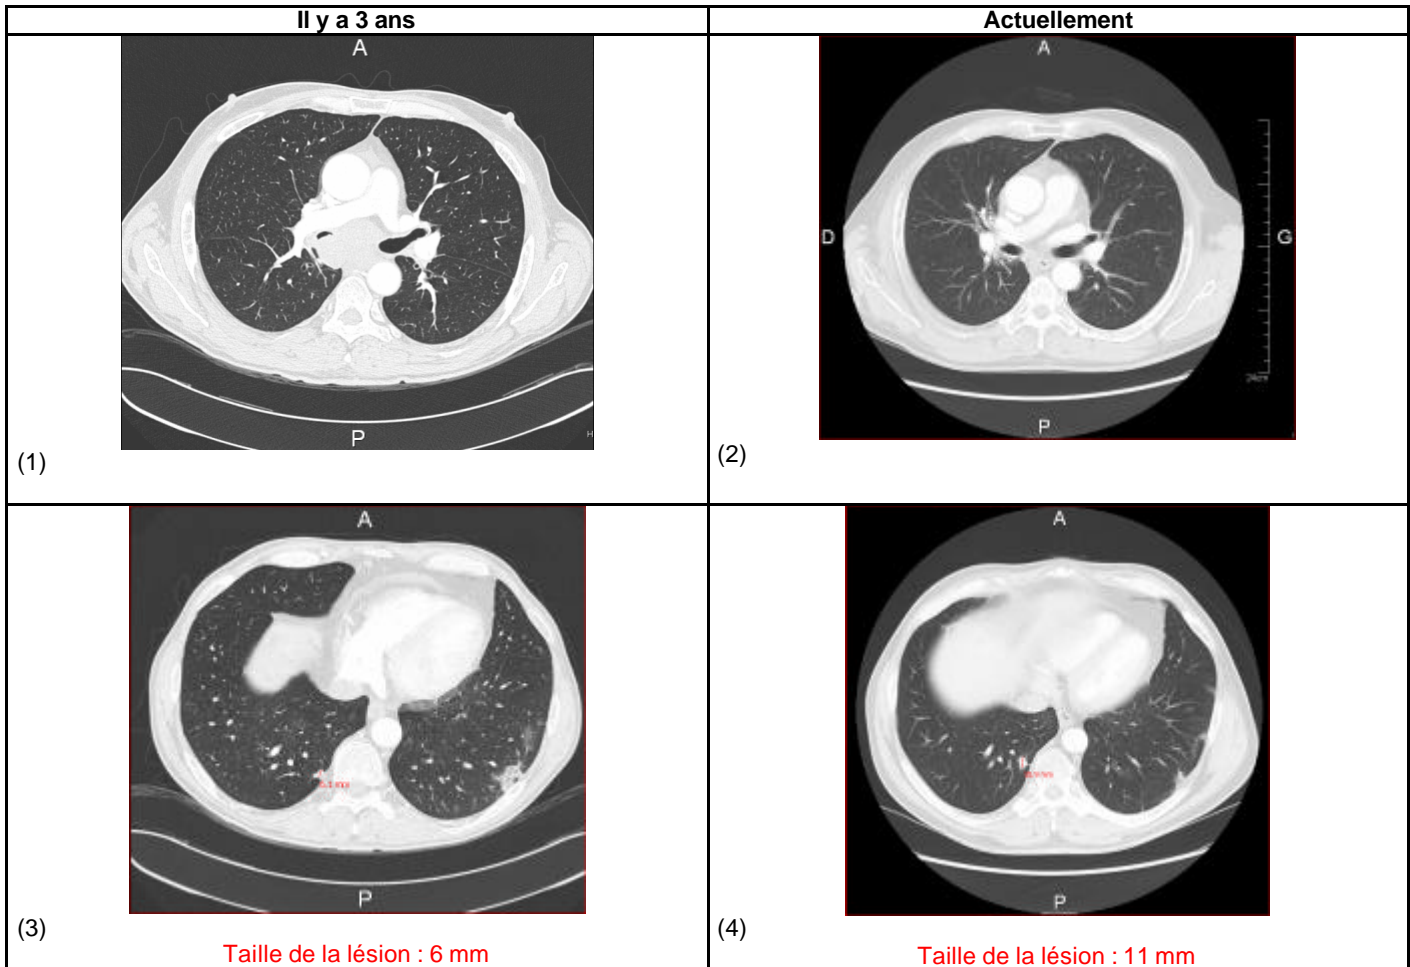 Il y a 3 ans
Actuellement
A
P
H
(1)
A
D
G
P
(2)
A
P
(3)
Taille de la lésion : 6 mm
A
P
(4)
Taille de la lésion : 11 mm